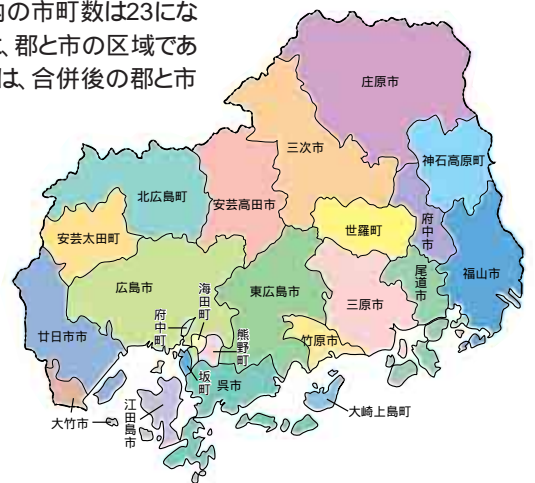 内の市町数は23にな
、郡と市の区域であ
は、合併後の郡と市
庄原市
三次市
神石高原町
北広島町
安芸高田市
府中市
世羅町
安芸太田町
尾道市
福山市
広島市
海田町
東広島市
三原市
府中町
熊野町
竹原市
廿日市市
坂町
呉市
大崎上島町
江田島市
大竹市